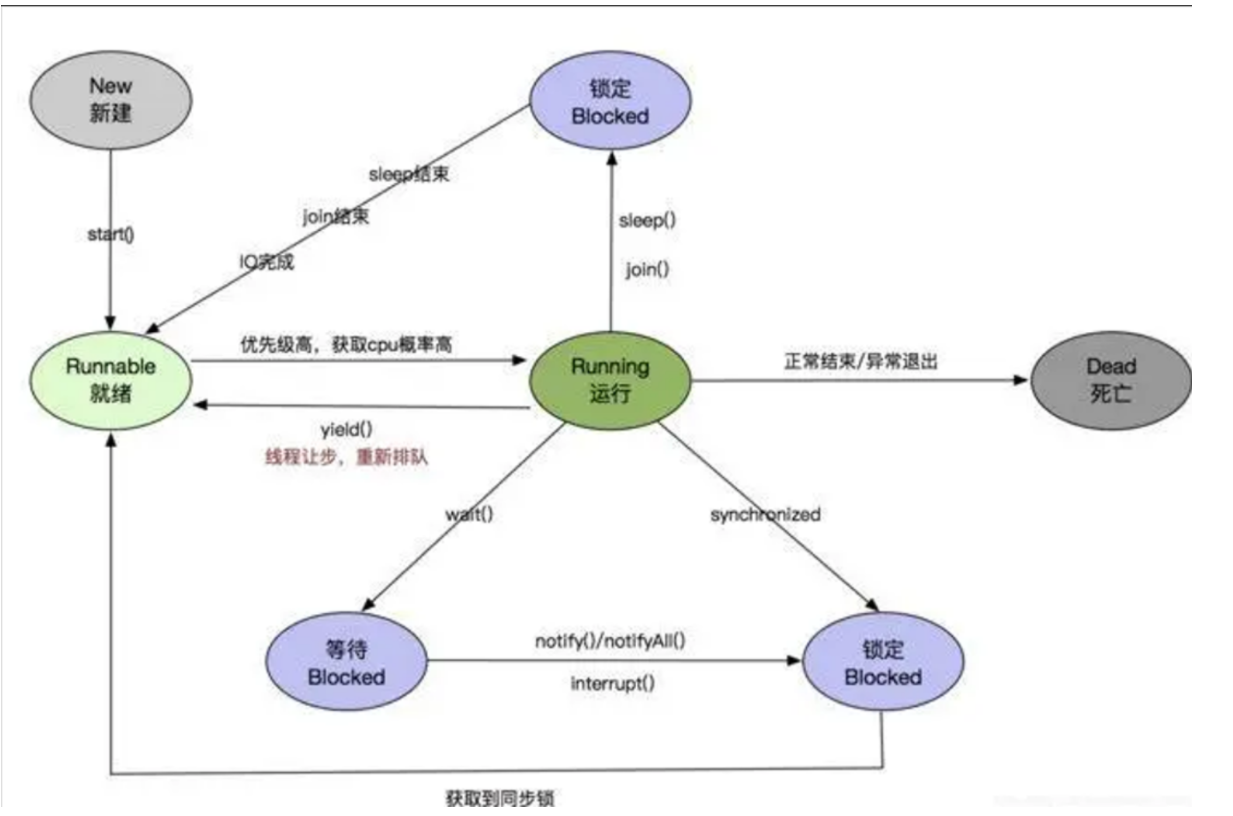 New
新建
锁定
Blocked
sleep结束
join结束
IO完成
start()
sleep()
join()
优先级高，获取cpu概率高
Runnable
就绪
Running
运行
正常结束/异常退出
Dead
死亡
yield()
线程让步，重新排队
wait()
synchronized
等待
Blocked
notify()/notifyAll()
interrupt()
锁定
Blocked
获取到同步锁